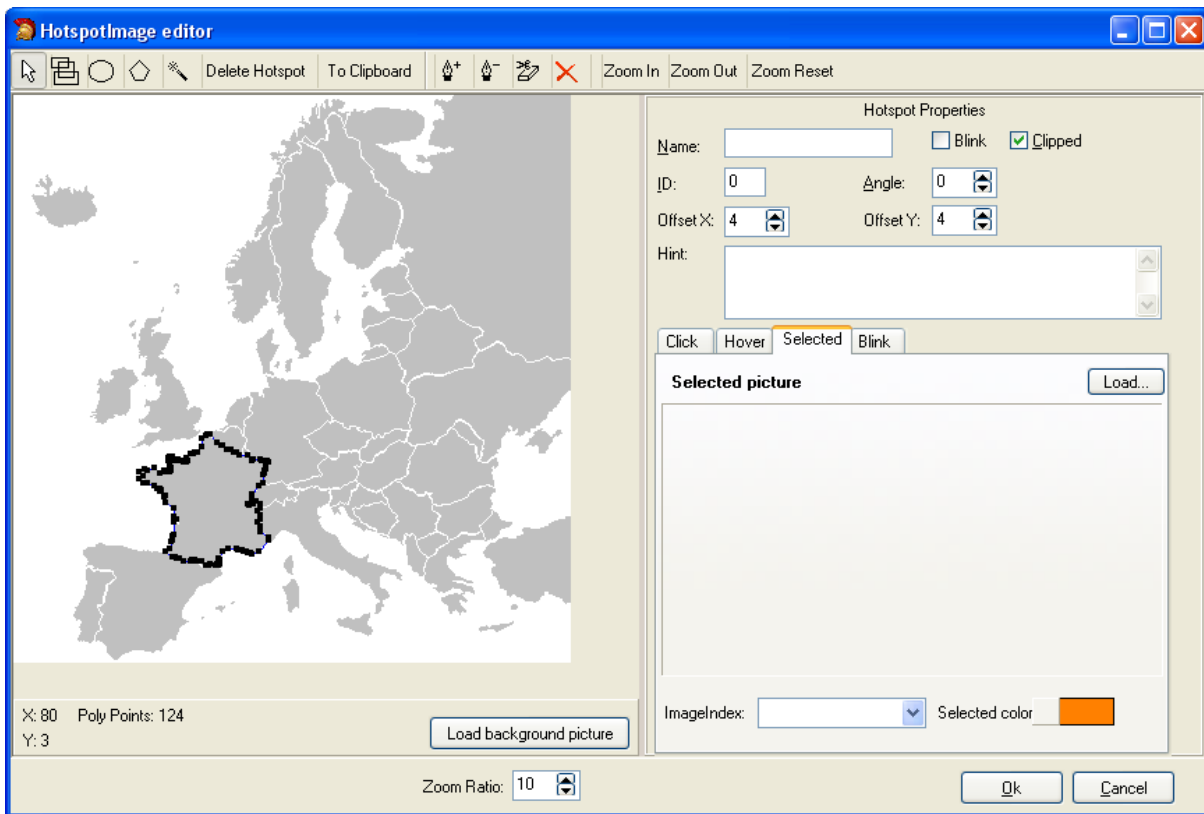 HotspotImage editor
Delete Hotspot To Clipboard Zoom In Zoom Out Zoom Reset
Hotspot Properties
Name: Blink Clipped
ID: 0 Angle: 0
Offset X: 4 Offset Y: 4
Hint:
Click Hover Selected Blink
Selected picture Load...
ImageIndex: Selected color
X: 80 Poly Points: 124
Y: 3
Load background picture
Zoom Ratio: 10 Ok Cancel